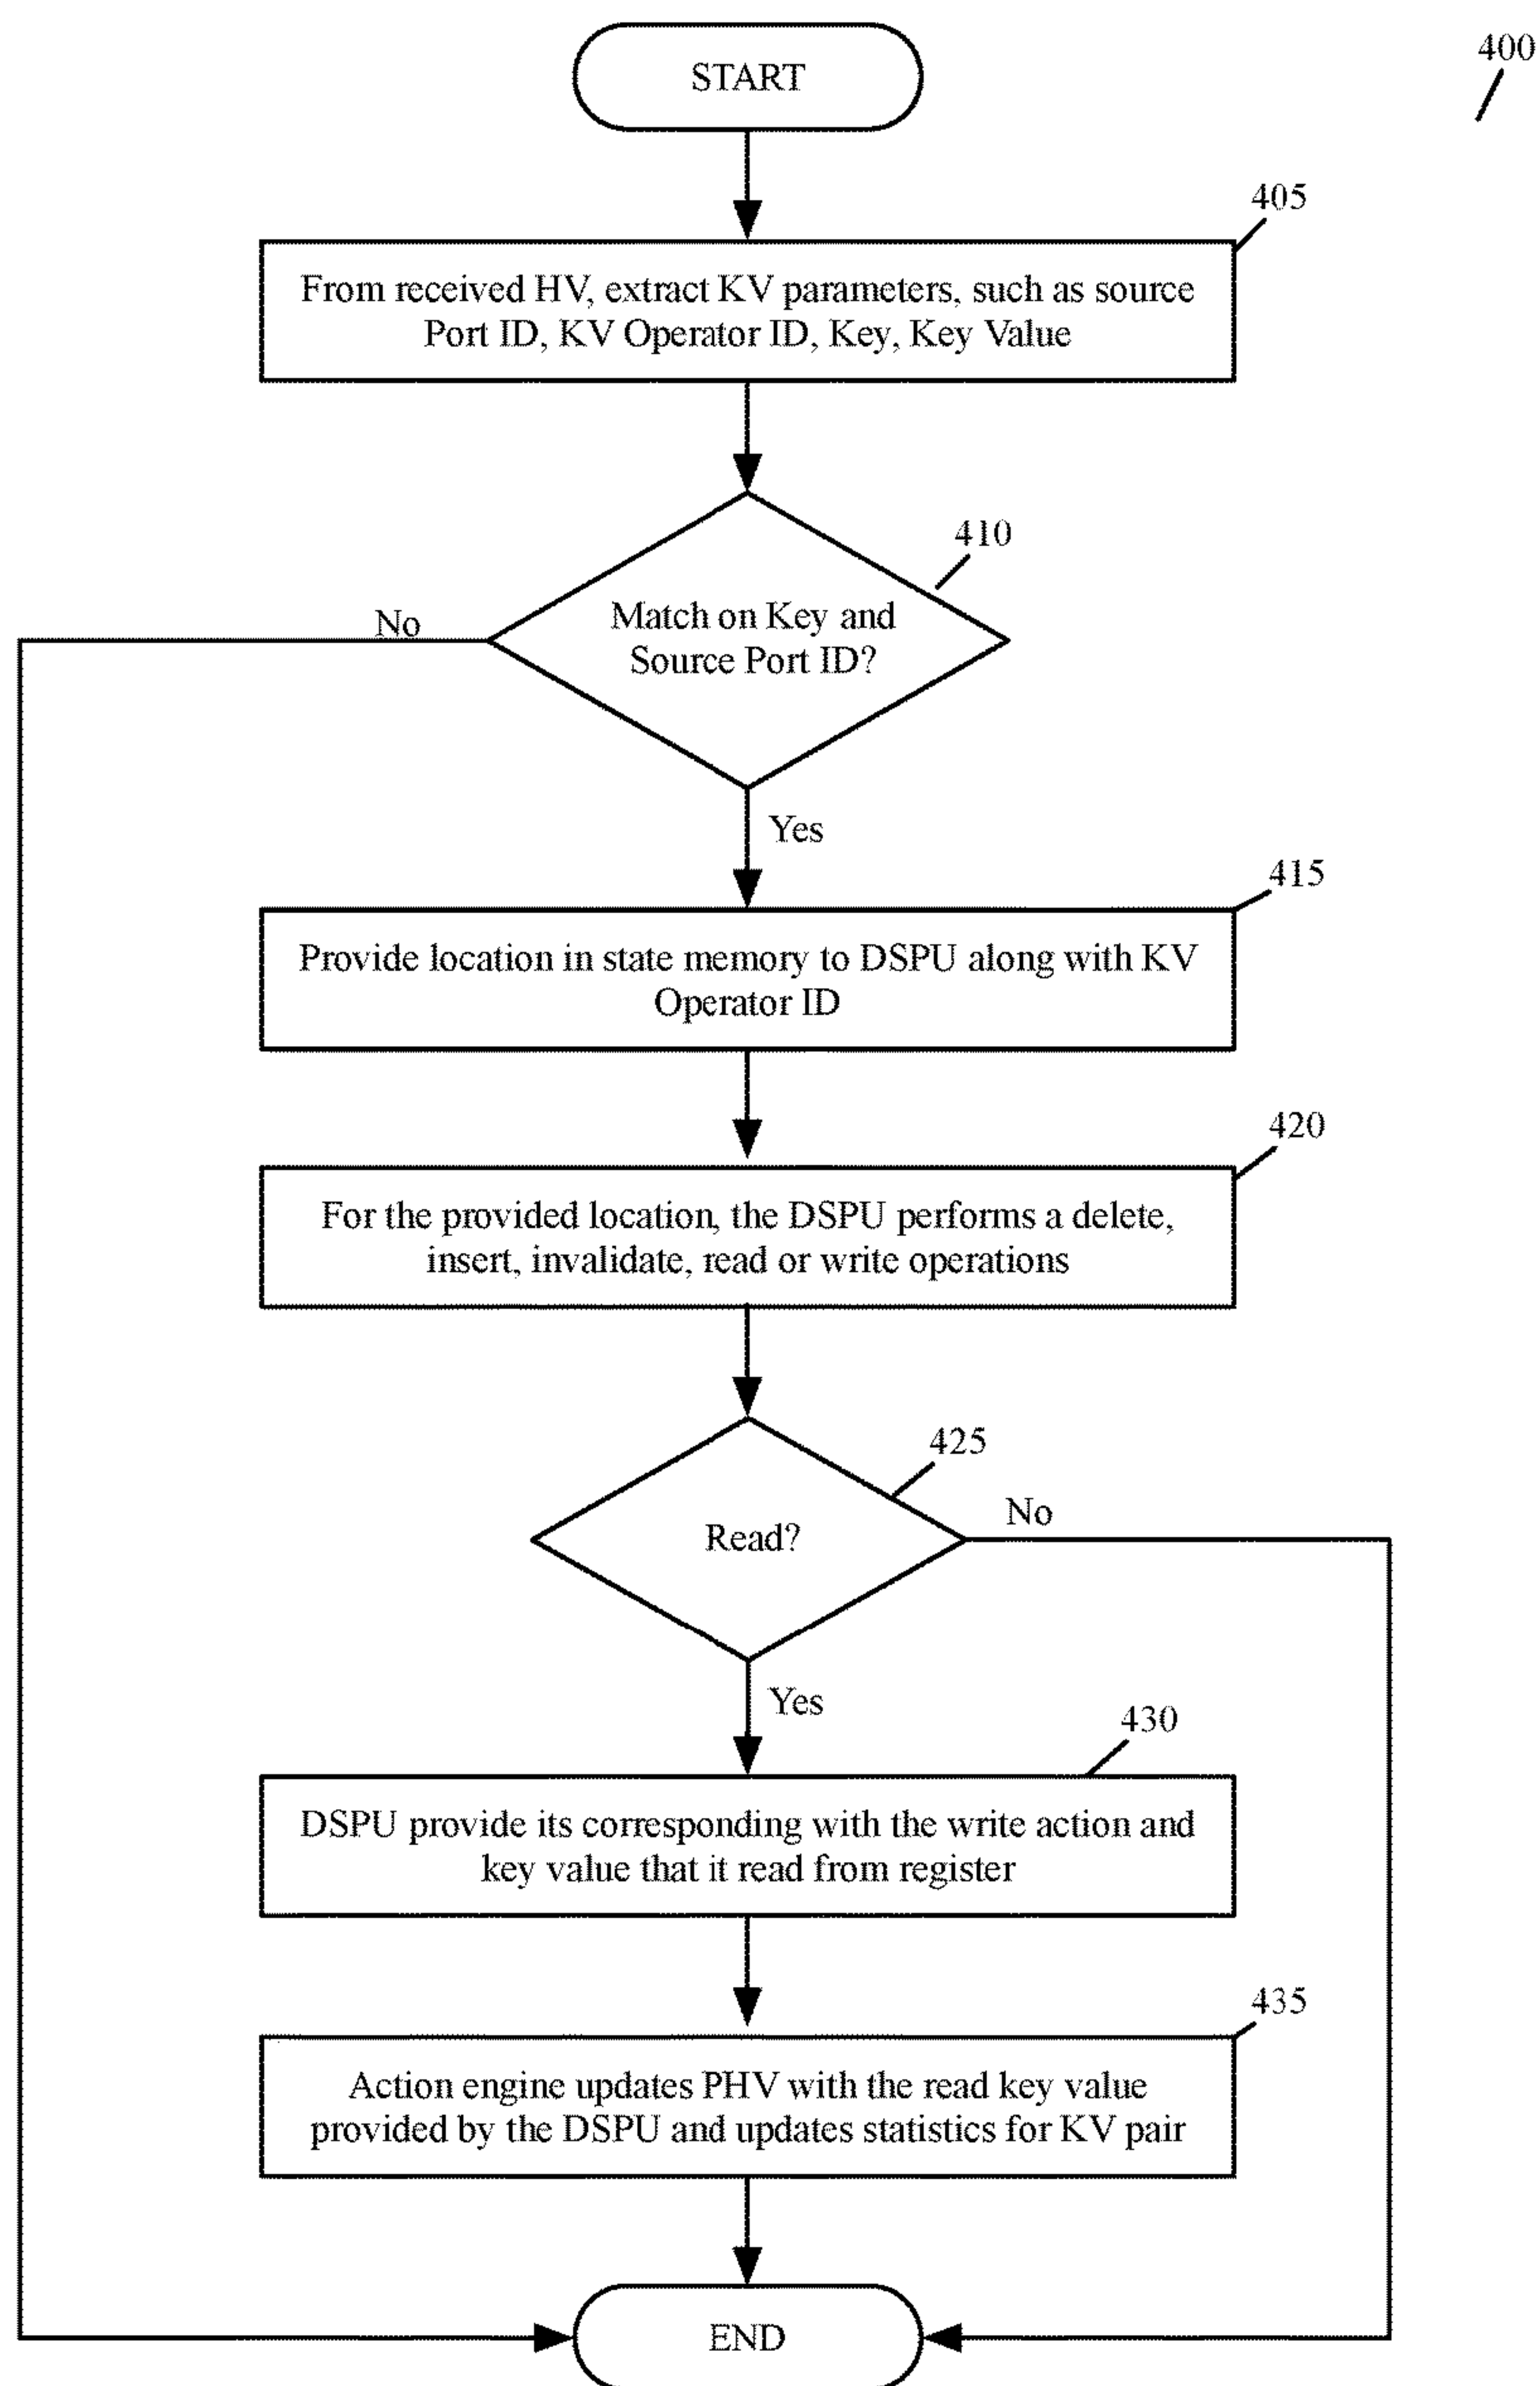 START
400
405
From received HV, extract KV parameters, such as source
Port ID, KV Operator ID, Key, Key Value
410
No
Match on Key and
Source Port ID?
Yes
415
Provide location in state memory to DSPU along with KV
Operator ID
420
For the provided location, the DSPU performs a delete,
insert, invalidate, read or write operations
425
No
Read?
Yes
430
DSPU provide its corresponding with the write action and
key value that it read from register
435
Action engine updates PHV with the read key value
provided by the DSPU and updates statistics for KV pair
END